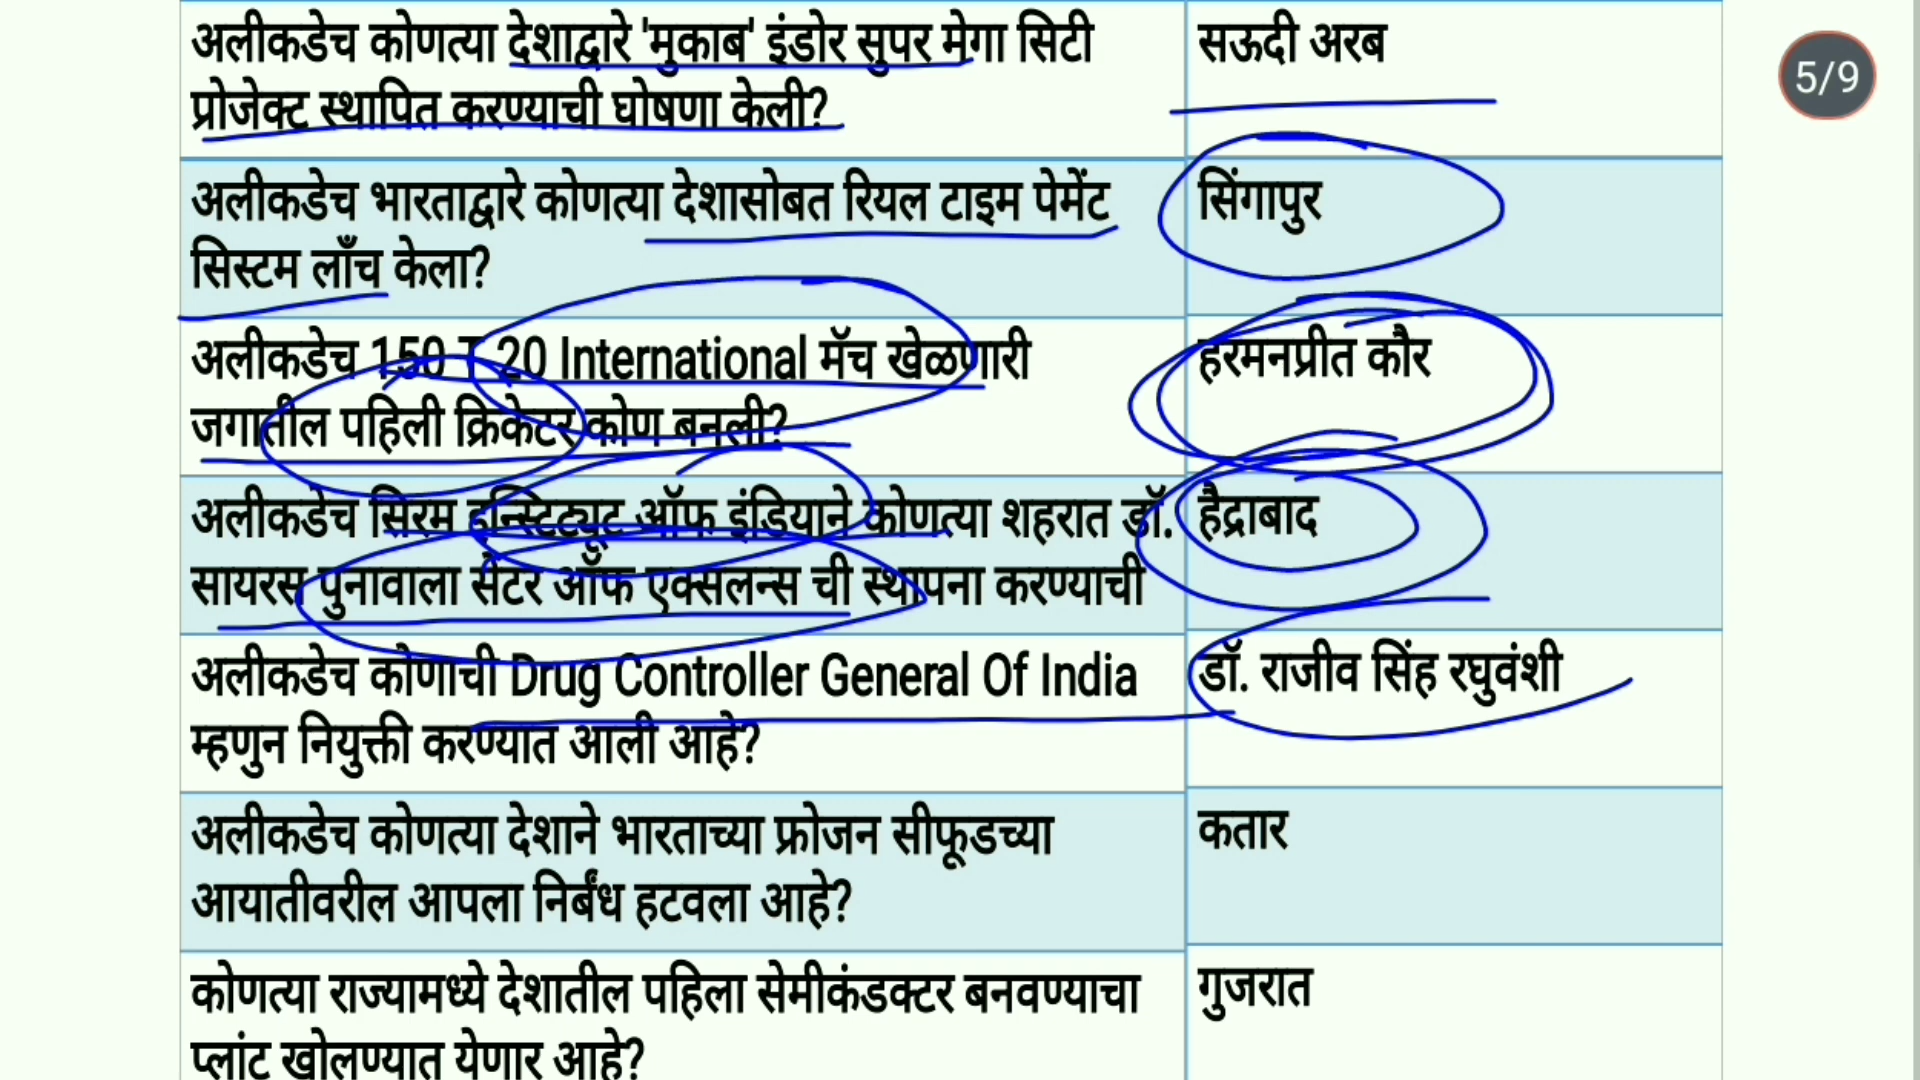 अलीकडेच कोणत्या देशाद्वारे 'मुकाब' इंडोर सुपर मेगा सिटी
प्रोजेक्ट स्थापित करण्याची घोषणा केली?
सऊदी अरब
5/9
अलीकडेच भारताद्वारे कोणत्या देशासोबत रियल टाइम पेमेंट
सिस्टम लाँच केला?
सिंगापुर
अलीकडेच 150 T 20 International मॅच खेळणारी
जगातील पहिली क्रिकेटर कोण बनली?
हरमनप्रीत कौर
अलीकडेच सिरम इन्स्टिट्यूट ऑफ इंडियाने कोणत्या शहरात डॉ.
सायरस पुनावाला सेंटर ऑफ एक्सलन्स ची स्थापना करण्याची
हैद्राबाद
अलीकडेच कोणाची Drug Controller General Of India
म्हणुन नियुक्ती करण्यात आली आहे?
डॉ. राजीव सिंह रघुवंशी
अलीकडेच कोणत्या देशाने भारताच्या फ्रोजन सीफूडच्या
आयातीवरील आपला निर्बंध हटवला आहे?
कतार
कोणत्या राज्यामध्ये देशातील पहिला सेमीकंडक्टर बनवण्याचा
प्लांट खोलण्यात येणार आहे?
गुजरात